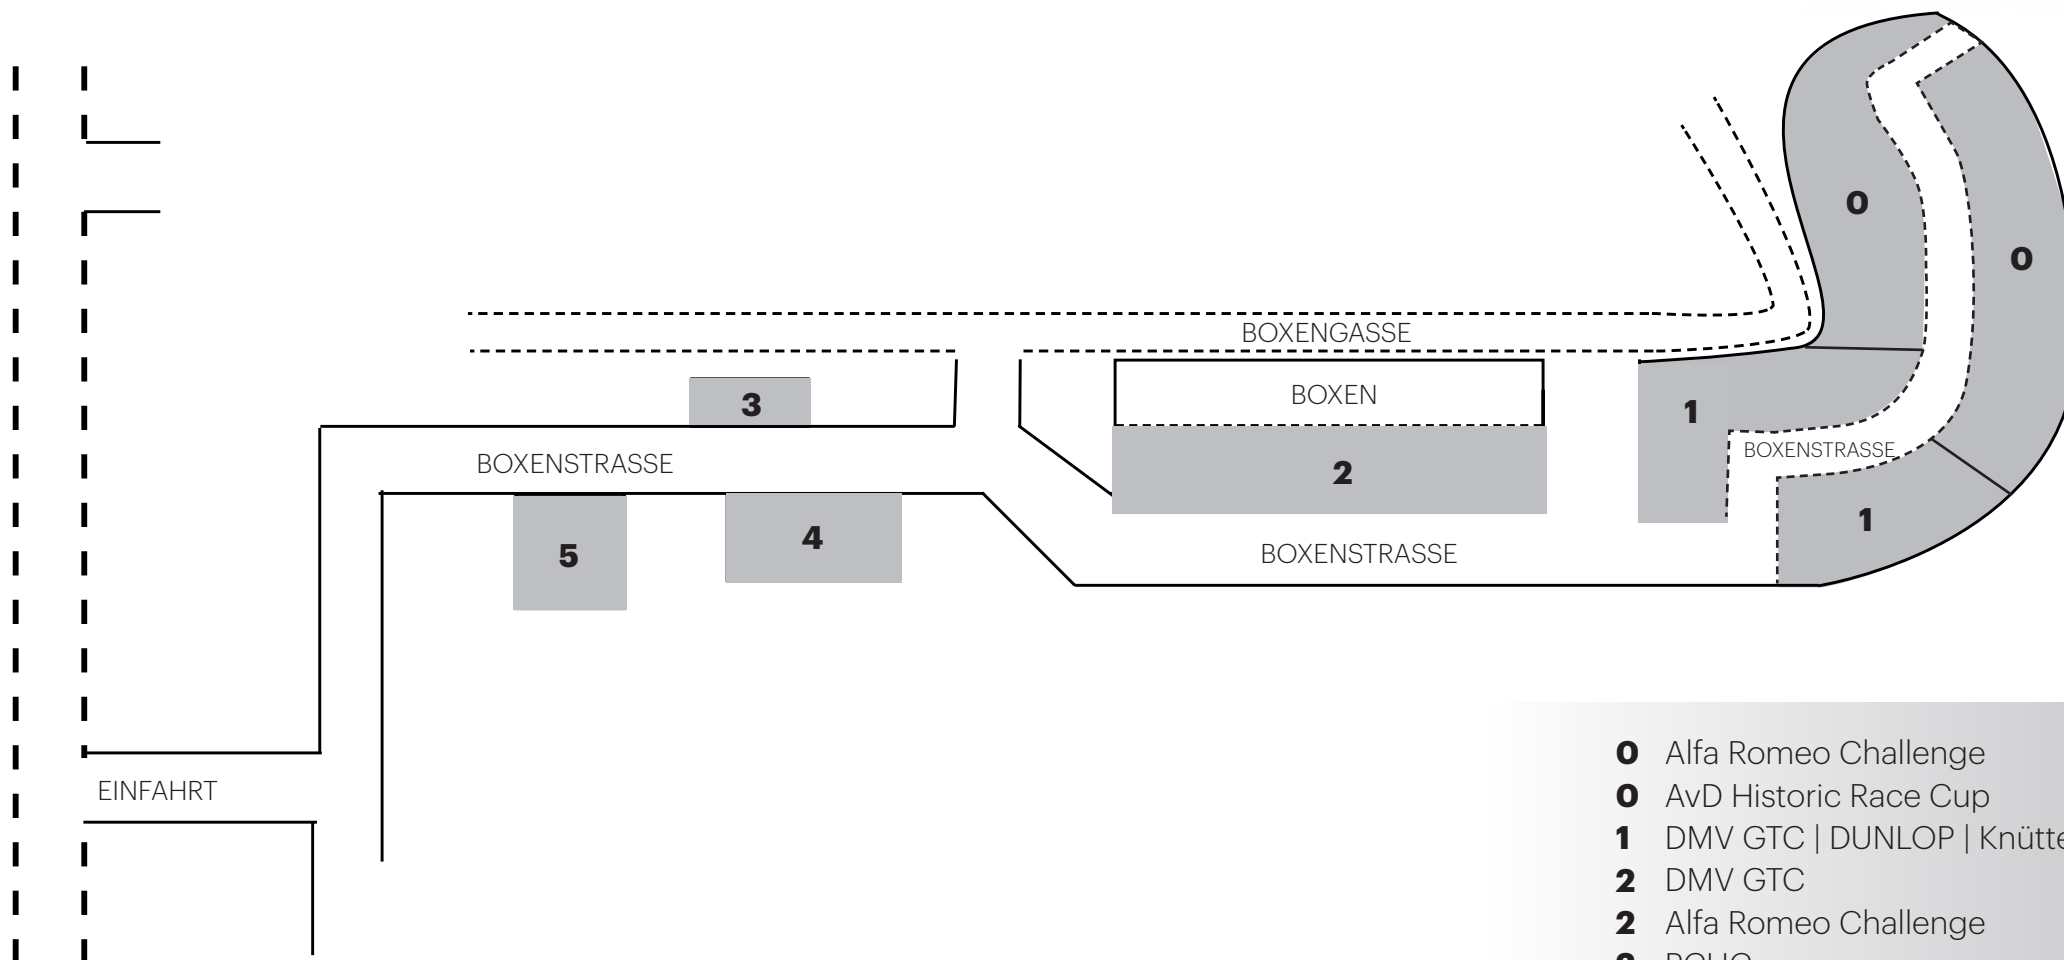 0
0
BOXENGASSE
BOXEN
3
1
BOXENSTRASSE
BOXENSTRASSE
2
1
4
5
BOXENSTRASSE
EINFAHRT
0 Alfa Romeo Challenge
0 AvD Historic Race Cup
1 DMV GTC | DUNLOP |
2 DMV GTC
2 Alfa Romeo Challenge